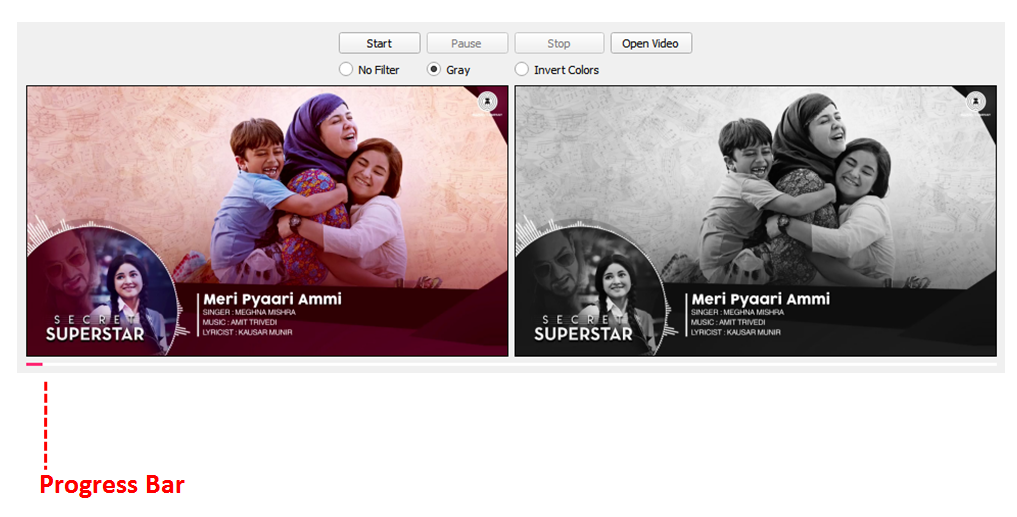 Start Pause Stop Open Video
No Filter Gray Invert Colors
Meri Pyaari Ammi
SINGER : MEGHNA MISHRA
MUSIC : AMIT TRIVEDI
LYRICIST : KAUSAR MUNIR
SECRET
SUPERSTAR
Meri Pyaari Ammi
SINGER : MEGHNA MISHRA
MUSIC : AMIT TRIVEDI
LYRICIST : KAUSAR MUNIR
SECRET
SUPERSTAR
Progress Bar